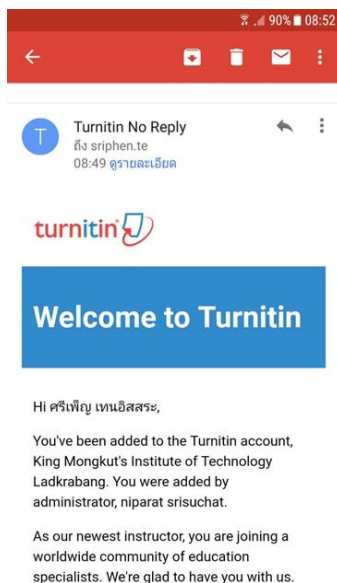 90% 08:52
T
Turnitin No Reply
ถึง sriphen.te
08:49 ดูรายละเอียด
turnitin
Welcome to Turnitin
Hi ศรีเพ็ญ เทนอิสสระ,
You've been added to the Turnitin account,
King Mongkut's Institute of Technology
Ladkrabang. You were added by
administrator, niparat srisuchat.
As our newest instructor, you are joining a
worldwide community of education
specialists. We're glad to have you with us.